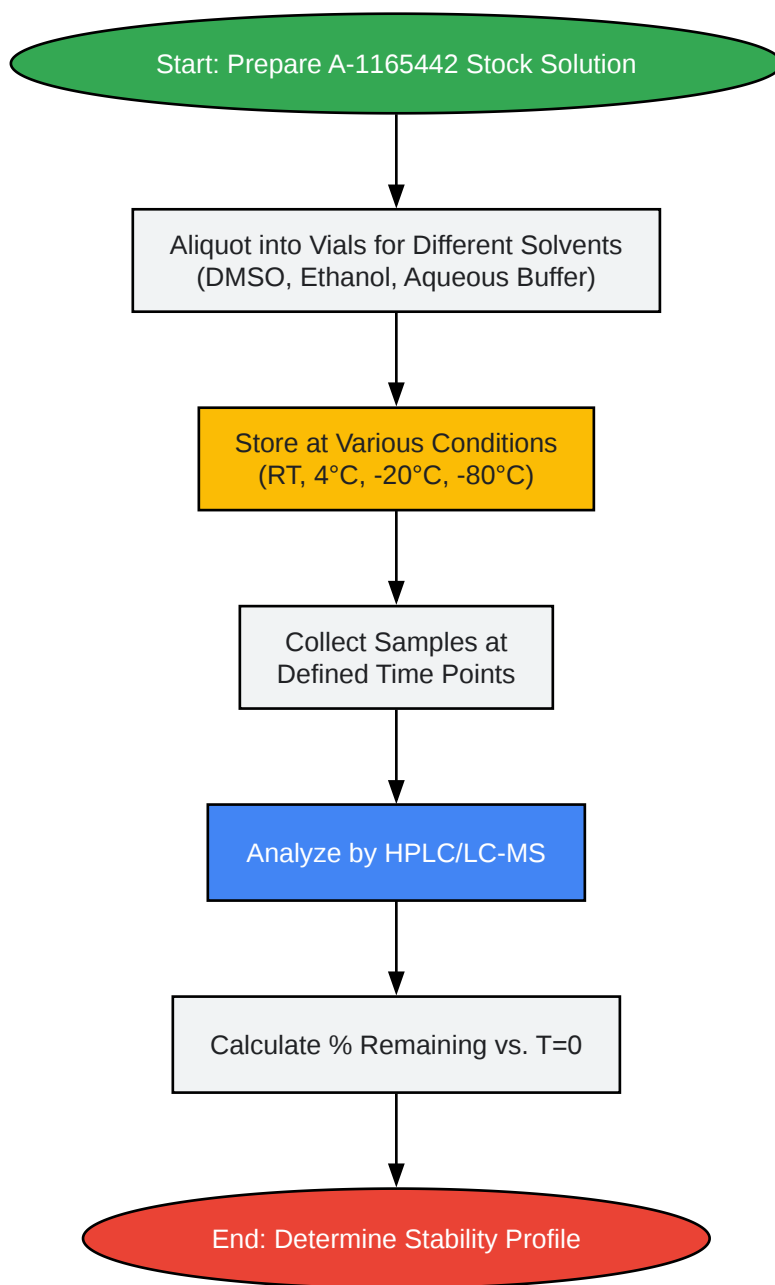 Start: Prepare A-1165442 Stock Solution
Aliquot into Vials for Different Solvents
(DMSO, Ethanol, Aqueous Buffer)
Store at Various Conditions
(RT, 4°C, -20°C, -80°C)
Collect Samples at
Defined Time Points
Analyze by HPLC/LC-MS
Calculate % Remaining vs. T=0
End: Determine Stability Profile